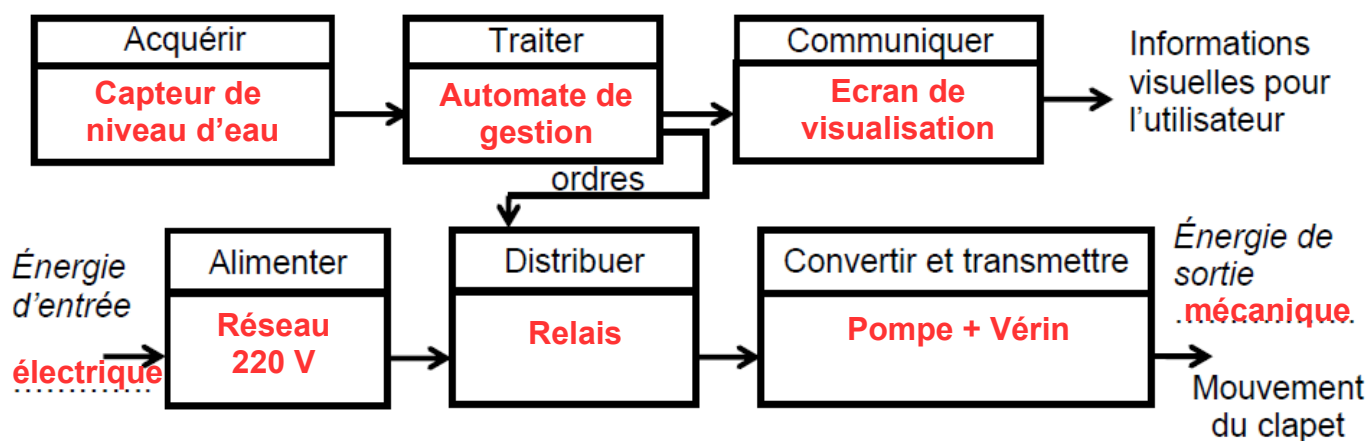 Acquérir
Capteur de
niveau d’eau
Traiter
Automate de
gestion
Communiquer
Ecran de
visualisation
Informations
visuelles pour
l’utilisateur
ordres
Énergie
d’entrée
électrique
Alimenter
Réseau
220 V
Distribuer
Relais
Convertir et transmettre
Pompe + Vérin
Énergie de
sortie
mécanique
Mouvement
du clapet